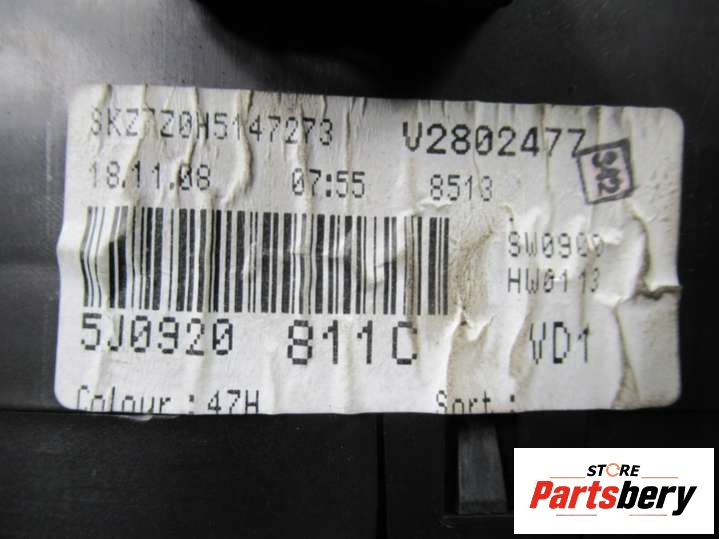 SKZ7Z0H5147273 V2802477
18.11.08 07:55 8513
SW0900
HW0113
5J0920 811C VD1
Colour : 47H Sort :
STORE
Partsbery